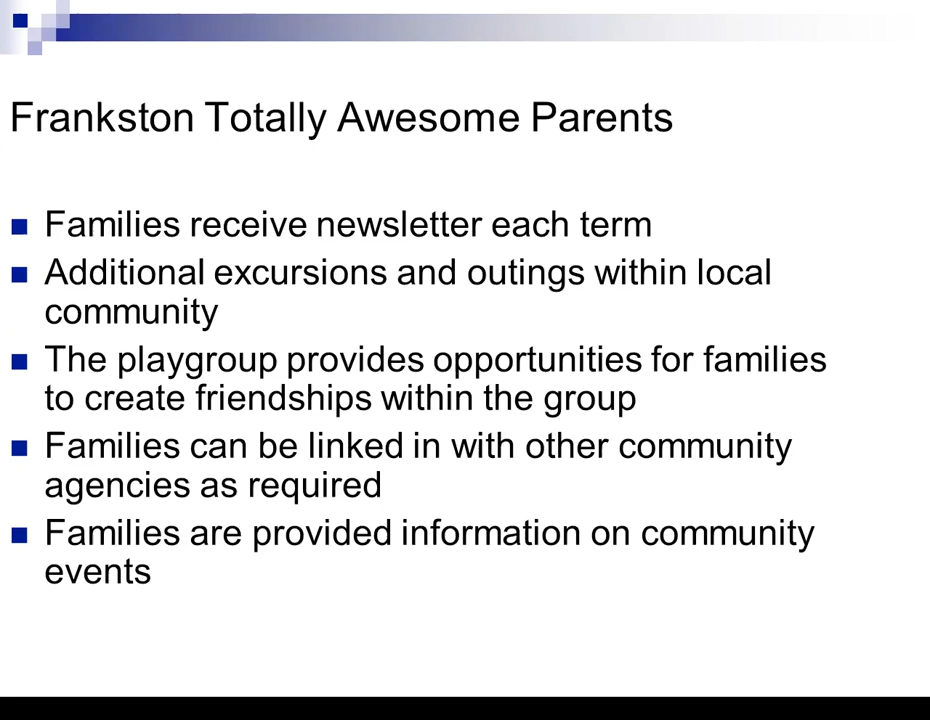 Frankston Totally Awesome Parents
Families receive newsletter each term
Additional excursions and outings within local
community
The playgroup provides opportunities for families
to create friendships within the group
Families can be linked in with other community
agencies as required
Families are provided information on community
events